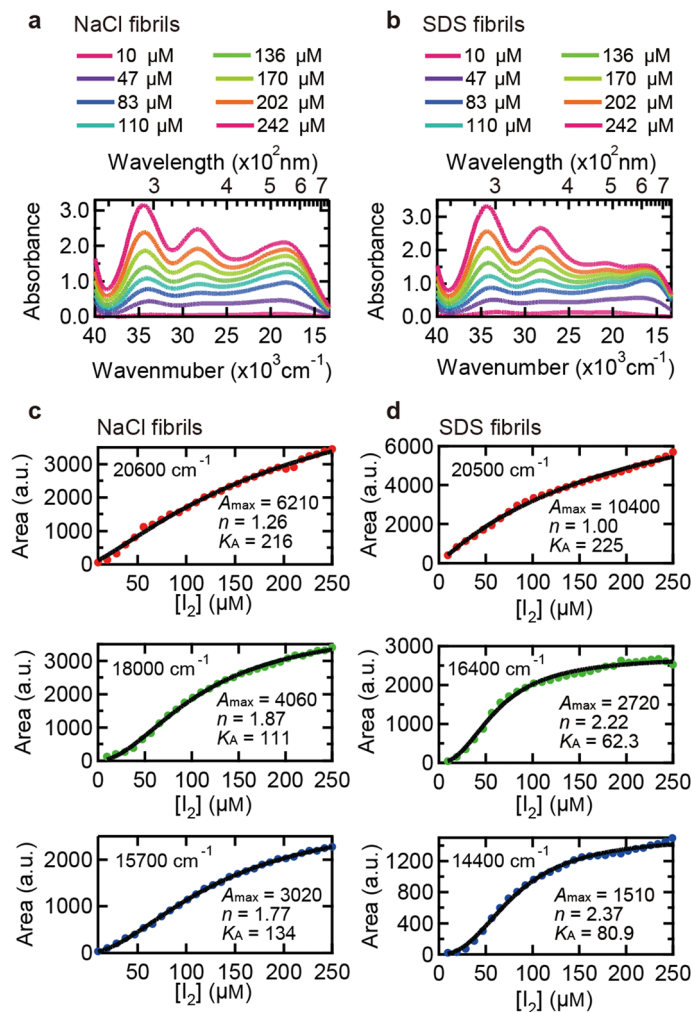 a NaCl fibrils
10 μM 136 μM
47 μM 170 μM
83 μM 202 μM
110 μM 242 μM
Wavelength (x10²nm)
3 4 5 6 7
Absorbance
3.0
2.0
1.0
0.0
40 35 30 25 20 15
Wavenmuber (x10³cm⁻¹)
b SDS fibrils
10 μM 136 μM
47 μM 170 μM
83 μM 202 μM
110 μM 242 μM
Wavelength (x10²nm)
3 4 5 6 7
Absorbance
3.0
2.0
1.0
0.0
40 35 30 25 20 15
Wavenumber (x10³cm⁻¹)
c NaCl fibrils
20600 cm⁻¹
Area (a.u.)
3000
2000
1000
0
Amax = 6210
n = 1.26
KA = 216
50 100 150 200 250
[I₂] (μM)
18000 cm⁻¹
Area (a.u.)
3000
2000
1000
0
Amax = 4060
n = 1.87
KA = 111
0 50 100 150 200 250
[I₂] (μM)
15700 cm⁻¹
Area (a.u.)
2000
1000
0
Amax = 3020
n = 1.77
KA = 134
50 100 150 200 250
[I₂] (μM)
d SDS fibrils
20500 cm⁻¹
Area (a.u.)
6000
4000
2000
0
Amax = 10400
n = 1.00
KA = 225
0 50 100 150 200 250
[I₂] (μM)
16400 cm⁻¹
Area (a.u.)
3000
2000
1000
0
Amax = 2720
n = 2.22
KA = 62.3
0 50 100 150 200 250
[I₂] (μM)
14400 cm⁻¹
Area (a.u.)
1200
800
400
0
Amax = 1510
n = 2.37
KA = 80.9
0 50 100 150 200 250
[I₂] (μM)